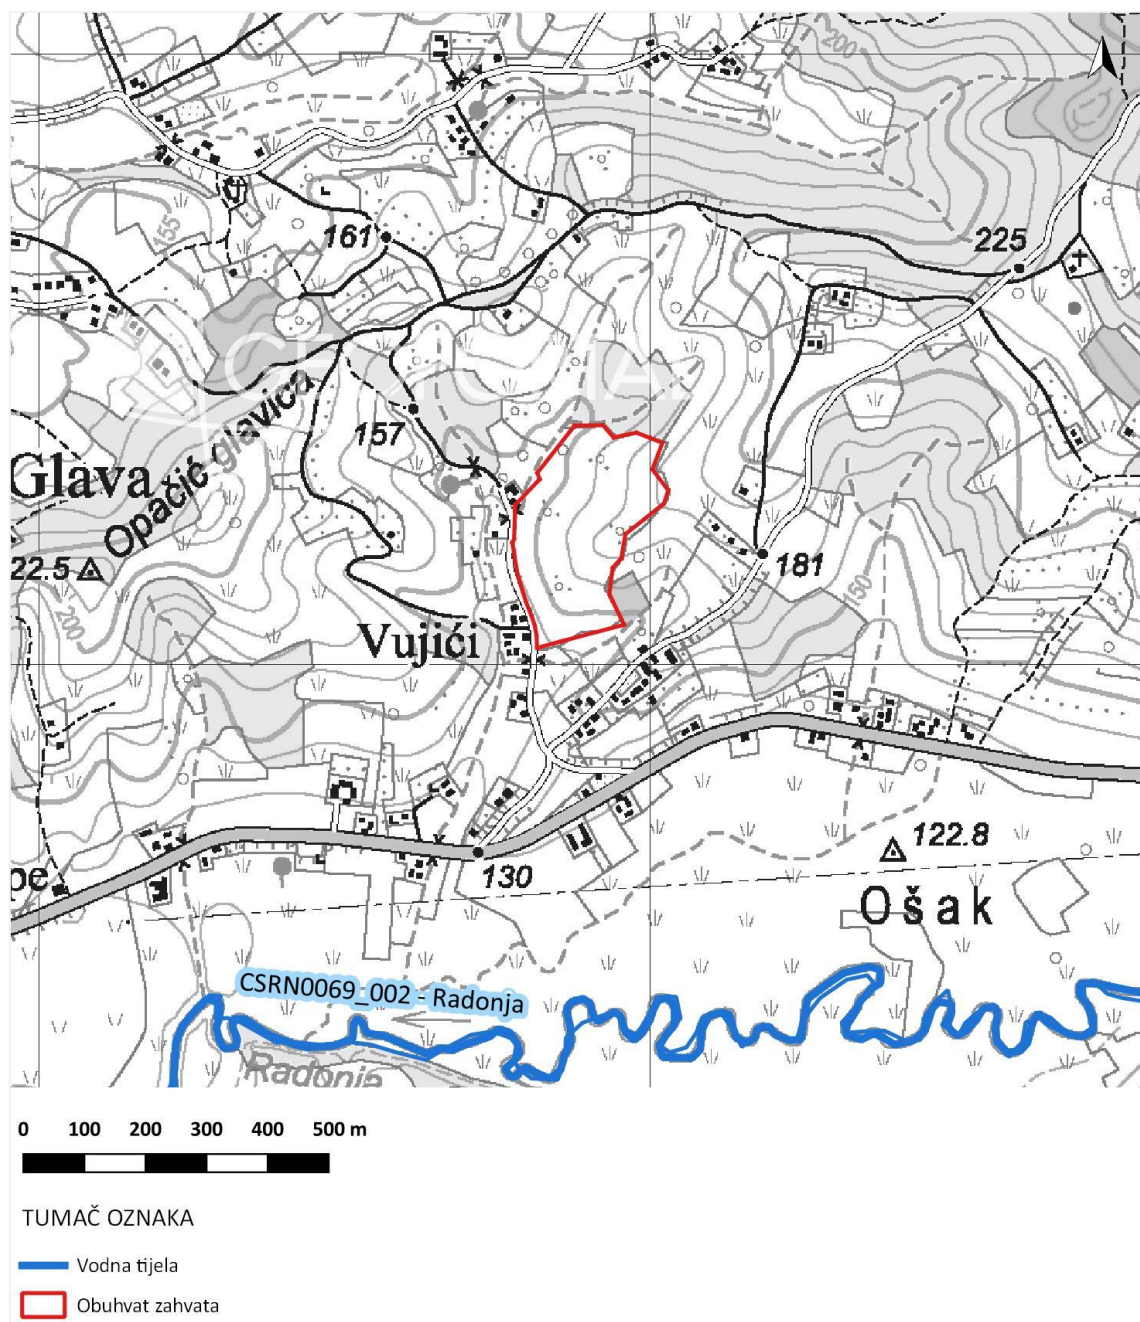 200
155
161
225
157
Opačić glavica
Glava
22.5
181
150
200
Vujići
122.8
130
pe
Ošak
CSRN0069_002 - Radonja
Radonja
0 100 200 300 400 500 m
TUMAČ OZNAKA
Vodna tijela
Obuhvat zahvata